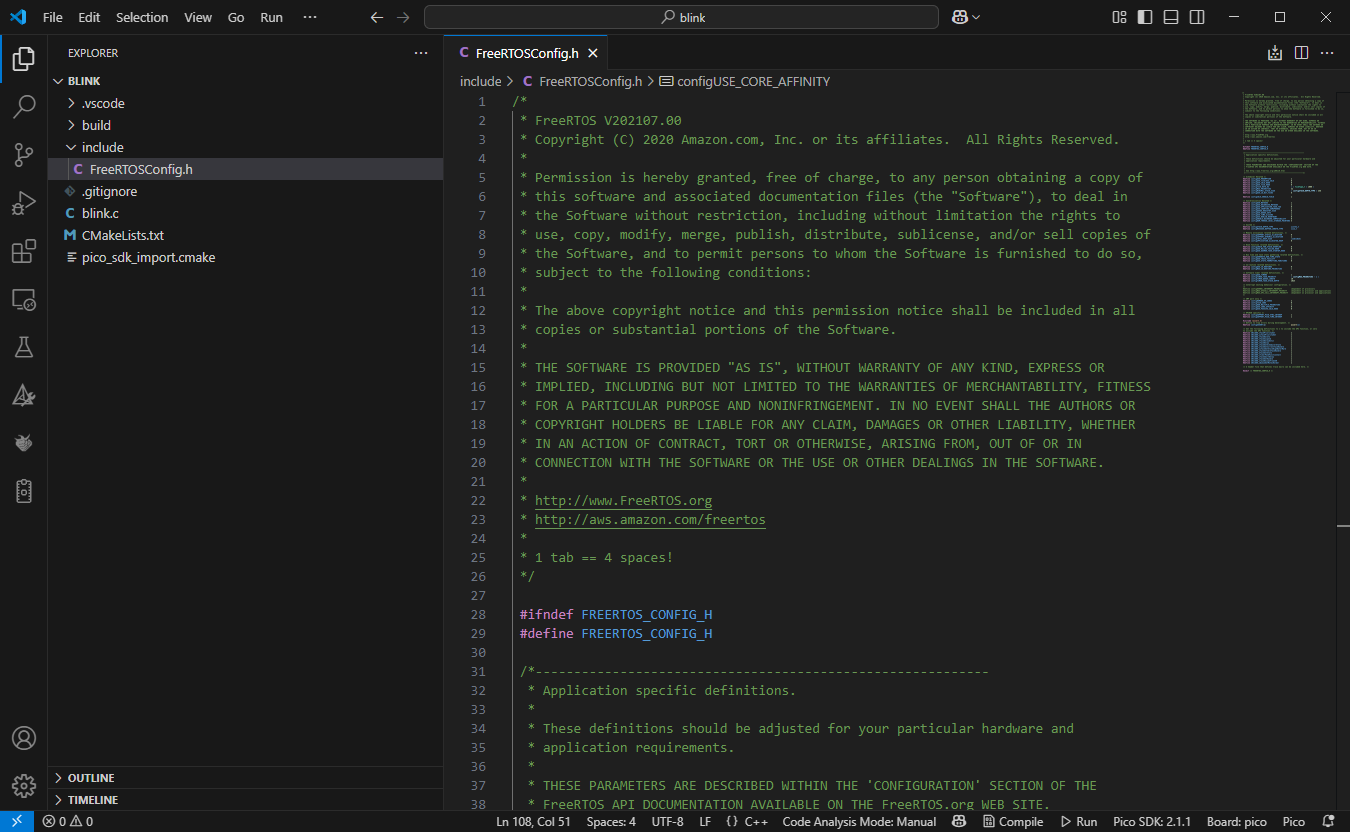 File Edit Selection View Go Run ···
blink
EXPLORER
BLINK
.vscode
build
include
C FreeRTOSConfig.h
.gitignore
C blink.c
M CMakeLists.txt
pico_sdk_import.cmake
OUTLINE
TIMELINE
C FreeRTOSConfig.h
include > C FreeRTOSConfig.h > configUSE_CORE_AFFINITY
1 /*
2 * FreeRTOS V202107.00
3 * Copyright (C) 2020 Amazon.com, Inc. or its affiliates.  All Rights Reserved.
4 *
5 * Permission is hereby granted, free of charge, to any person obtaining a copy of
6 * this software and associated documentation files (the "Software"), to deal in
7 * the Software without restriction, including without limitation the rights to
8 * use, copy, modify, merge, publish, distribute, sublicense, and/or sell copies of
9 * the Software, and to permit persons to whom the Software is furnished to do so,
10 * subject to the following conditions:
11 *
12 * The above copyright notice and this permission notice shall be included in all
13 * copies or substantial portions of the Software.
14 *
15 * THE SOFTWARE IS PROVIDED "AS IS", WITHOUT WARRANTY OF ANY KIND, EXPRESS OR
16 * IMPLIED, INCLUDING BUT NOT LIMITED TO THE WARRANTIES OF MERCHANTABILITY, FITNESS
17 * FOR A PARTICULAR PURPOSE AND NONINFRINGEMENT. IN NO EVENT SHALL THE AUTHORS OR
18 * COPYRIGHT HOLDERS BE LIABLE FOR ANY CLAIM, DAMAGES OR OTHER LIABILITY, WHETHER
19 * IN AN ACTION OF CONTRACT, TORT OR OTHERWISE, ARISING FROM, OUT OF OR IN
20 * CONNECTION WITH THE SOFTWARE OR THE USE OR OTHER DEALINGS IN THE SOFTWARE.
21 *
22 * http://www.FreeRTOS.org
23 * http://aws.amazon.com/freertos
24 *
25 * 1 tab == 4 spaces!
26 */
27
28 #ifndef FREERTOS_CONFIG_H
29 #define FREERTOS_CONFIG_H
30
31 /*-----------------------------------------------------------
32 * Application specific definitions.
33 *
34 * These definitions should be adjusted for your particular hardware and
35 * application requirements.
36 *
37 * THESE PARAMETERS ARE DESCRIBED WITHIN THE 'CONFIGURATION' SECTION OF THE
38 * FreeRTOS API DOCUMENTATION AVAILABLE ON THE FreeRTOS.org WEB SITE.
0 0 Ln 108, Col 51 Spaces: 4 UTF-8 LF {} C++ Code Analysis Mode: Manual Compile Run Pico SDK: 2.1.1 Board: pico Pico